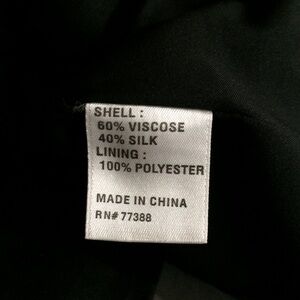 SHELL :
60% VISCOSE
40% SILK
LINING :
100% POLYESTER
MADE IN CHINA
RN# 77388